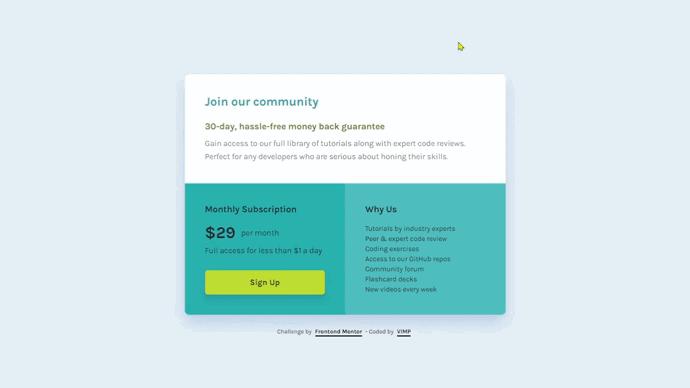 Join our community
30-day, hassle-free money back guarantee
Gain access to our full library of tutorials along with expert code reviews.
Perfect for any developers who are serious about honing their skills.
Monthly Subscription
$29 per month
Full access for less than $1 a day
Sign Up
Why Us
Tutorials by industry experts
Peer & expert code review
Coding exercises
Access to our GitHub repos
Community forum
Flashcard decks
New videos every week
Challenge by Frontend Mentor - Coded by VIMP